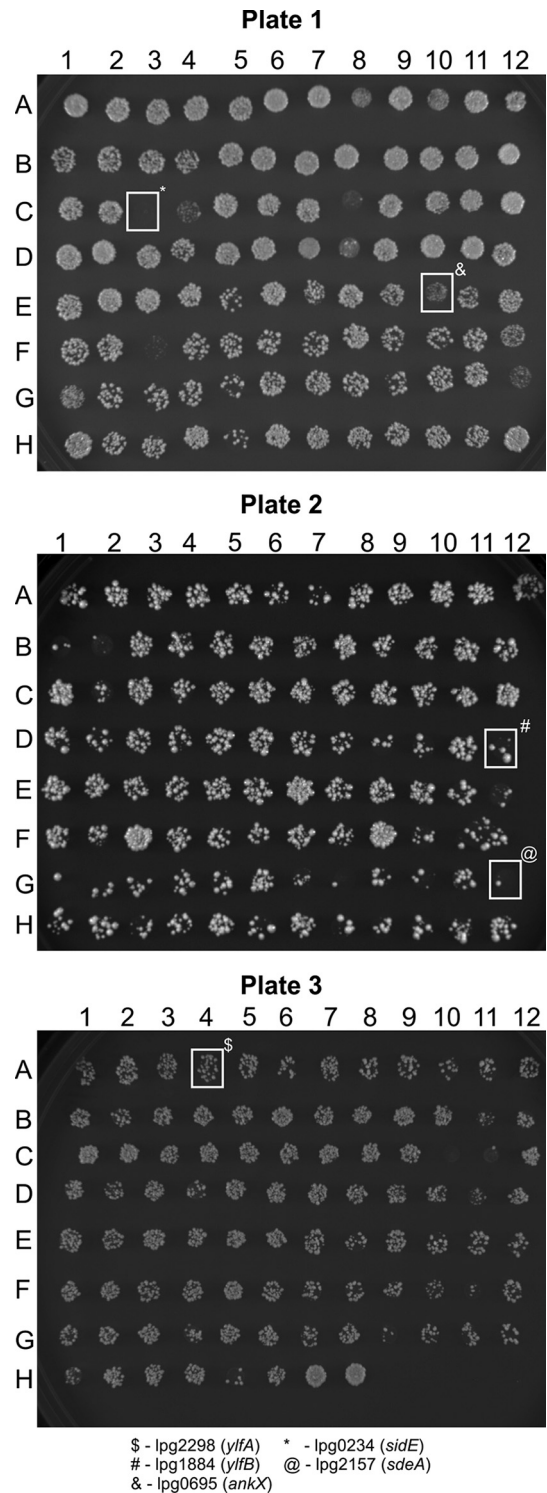 Plate 1
1 2 3 4 5 6 7 8 9 10 11 12
A
B
*
C
D
&
E
F
G
H
Plate 2
1 2 3 4 5 6 7 8 9 10 11 12
A
B
C
#
D
E
F
@
G
H
Plate 3
1 2 3 4 5 6 7 8 9 10 11 12
$
A
B
C
D
E
F
G
H
$ - lpg2298 (ylfA) * - lpg0234 (sidE)
# - lpg1884 (ylfB) @ - lpg2157 (sdeA)
& - lpg0695 (ankX)